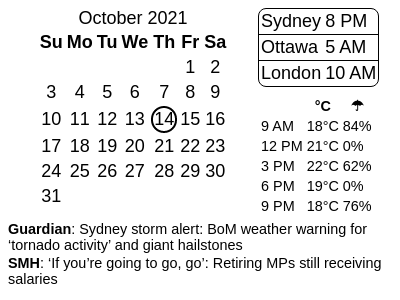 October 2021
Su Mo Tu We Th Fr Sa
1 2
3 4 5 6 7 8 9
10 11 12 13 14 15 16
17 18 19 20 21 22 23
24 25 26 27 28 29 30
31
Sydney 8 PM
Ottawa 5 AM
London 10 AM
°C ☂
9 AM 18°C 84%
12 PM 21°C 0%
3 PM 22°C 62%
6 PM 19°C 0%
9 PM 18°C 76%
Guardian: Sydney storm alert: BoM weather warning for
‘tornado activity’ and giant hailstones
SMH: ‘If you’re going to go, go’: Retiring MPs still receiving
salaries